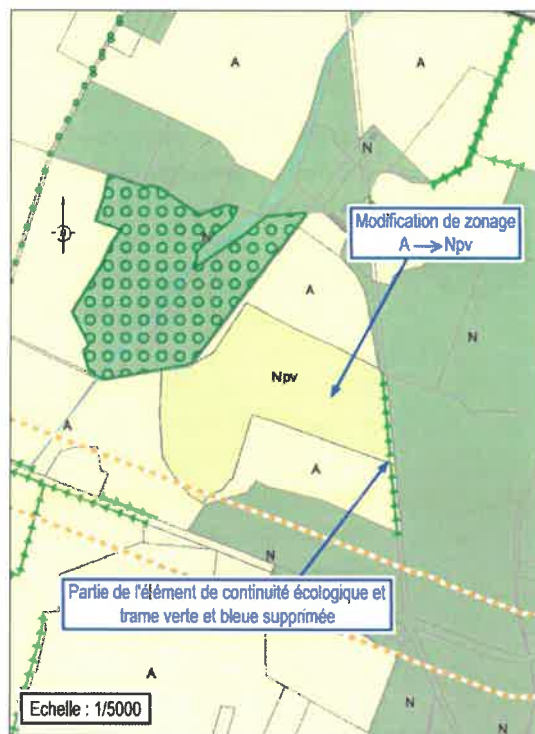 A
A
N
Modification de zonage
A → Npv
N
A
N
Npv
N
A
A
N
Partie de l'élément de continuité écologique et
trame verte et bleue supprimée
A
A
N
N
Echelle : 1/5000